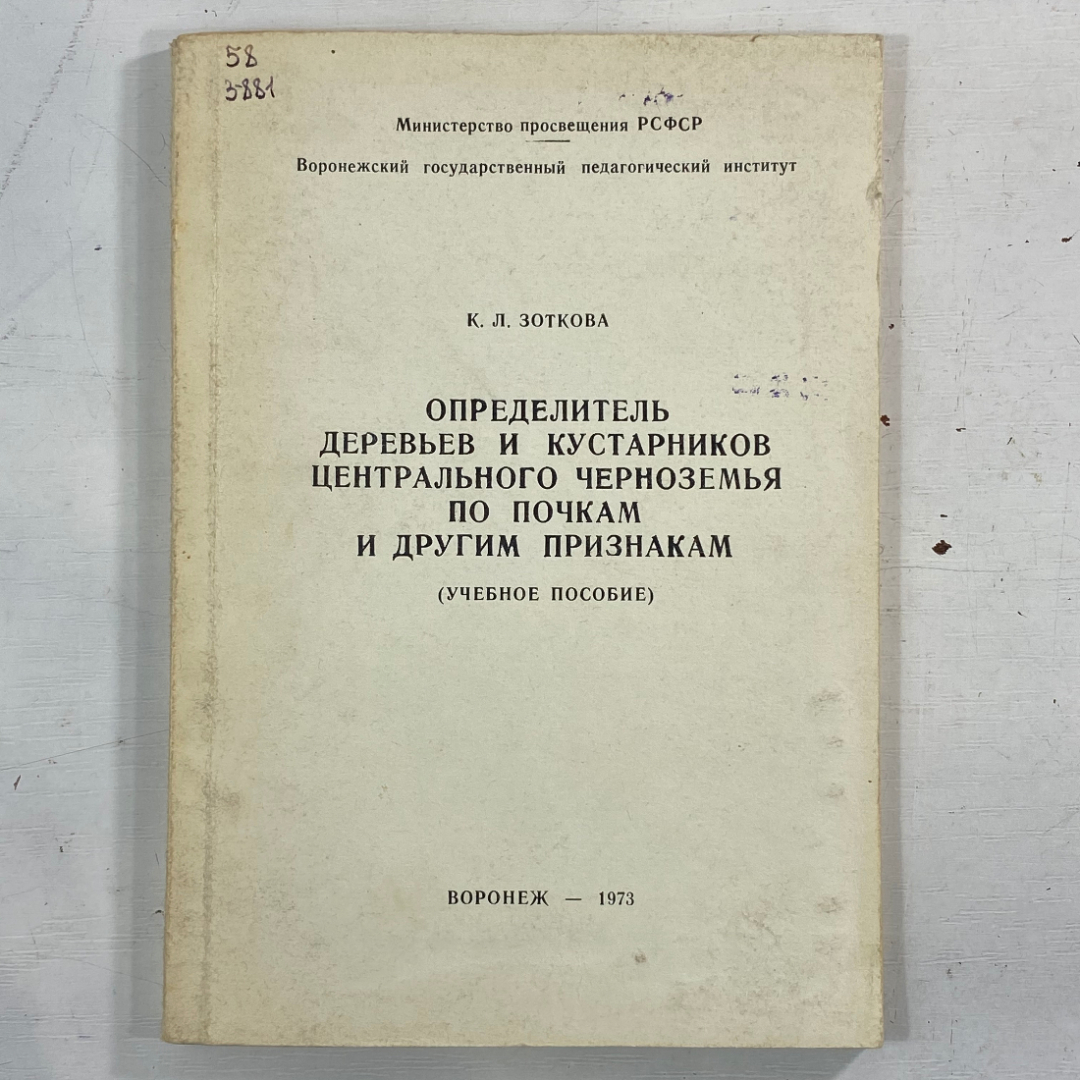 58
З-881
Министерство просвещения РСФСР
Воронежский государственный педагогический институт
К. Л. ЗОТКОВА
ОПРЕДЕЛИТЕЛЬ
ДЕРЕВЬЕВ И КУСТАРНИКОВ
ЦЕНТРАЛЬНОГО ЧЕРНОЗЕМЬЯ
ПО ПОЧКАМ
И ДРУГИМ ПРИЗНАКАМ
(УЧЕБНОЕ ПОСОБИЕ)
ВОРОНЕЖ — 1973